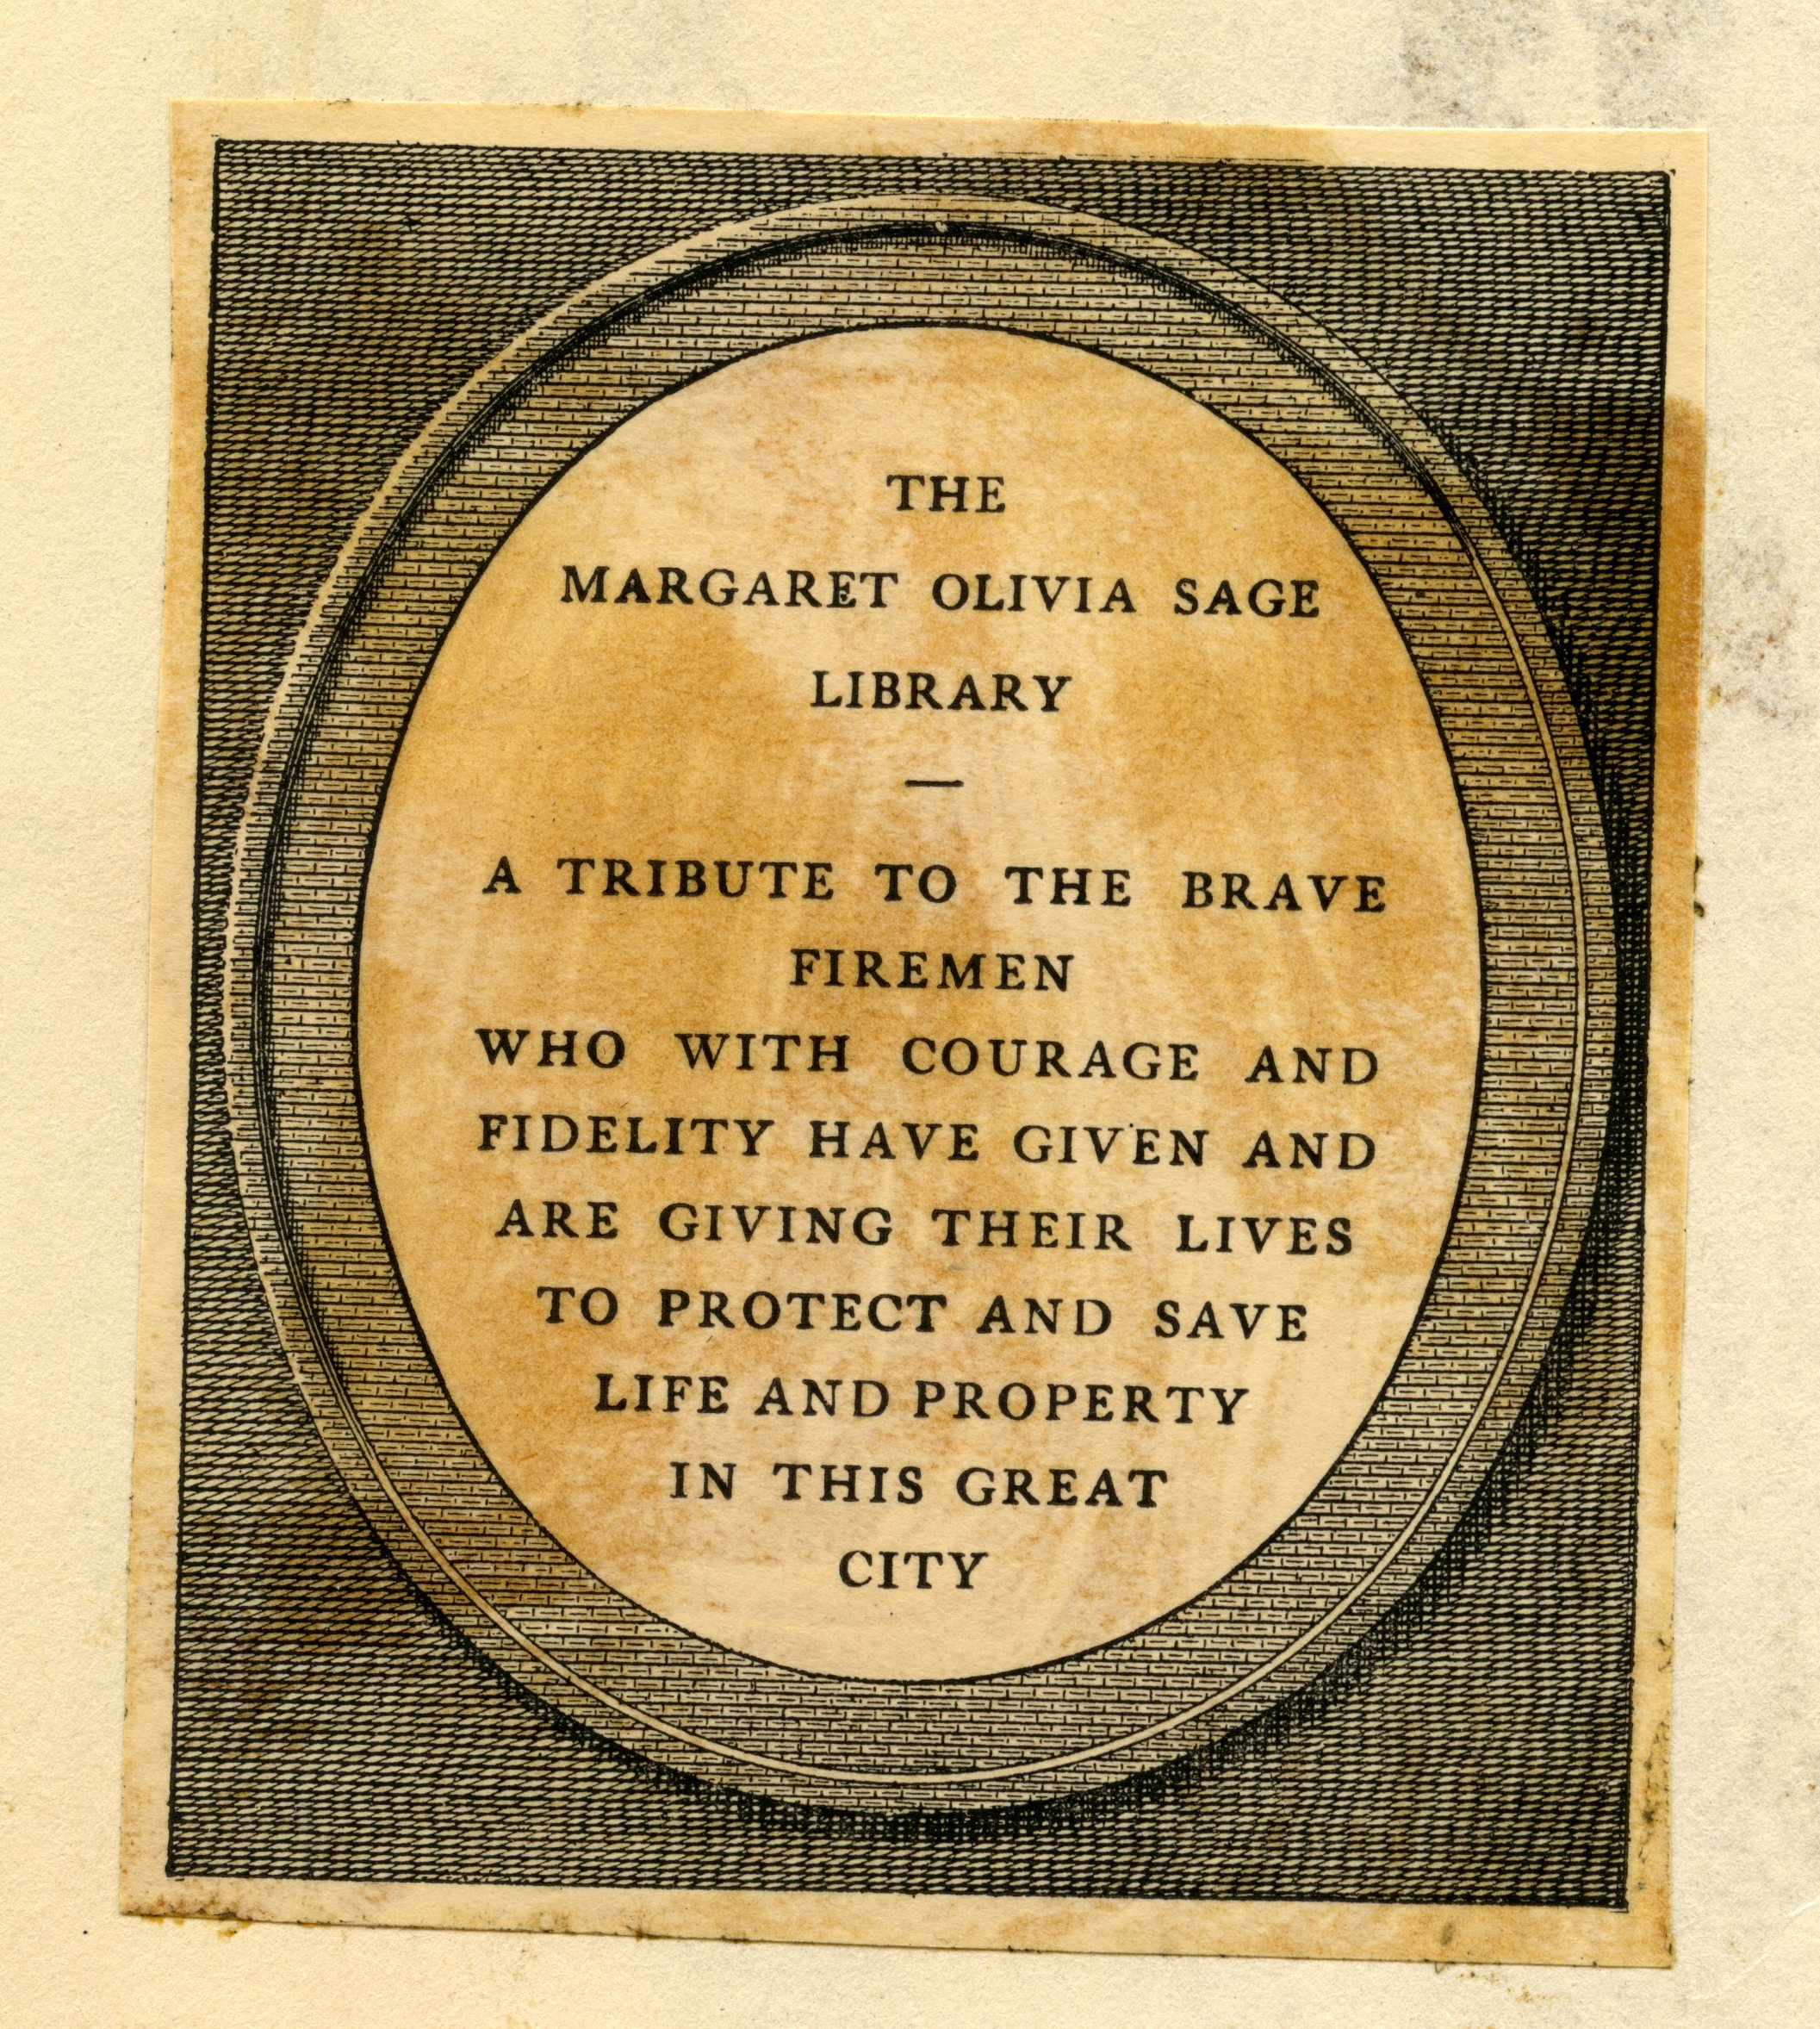 THE
MARGARET OLIVIA SAGE
LIBRARY
—
A TRIBUTE TO THE BRAVE
FIREMEN
WHO WITH COURAGE AND
FIDELITY HAVE GIVEN AND
ARE GIVING THEIR LIVES
TO PROTECT AND SAVE
LIFE AND PROPERTY
IN THIS GREAT
CITY